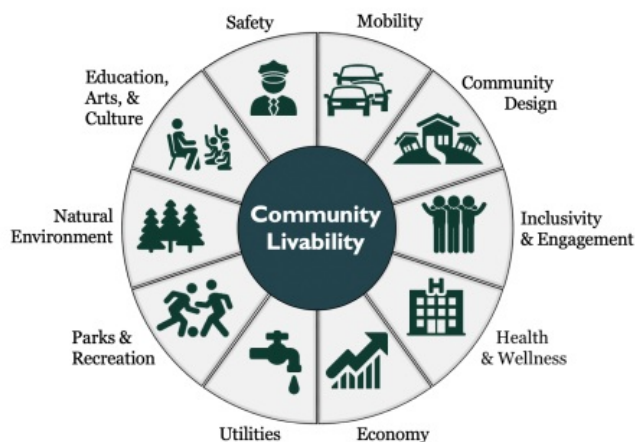 Safety
Mobility
Education,
Arts, &
Culture
Community
Design
Natural
Environment
Community
Livability
Inclusivity
& Engagement
H
Parks &
Recreation
Health
& Wellness
Utilities
Economy